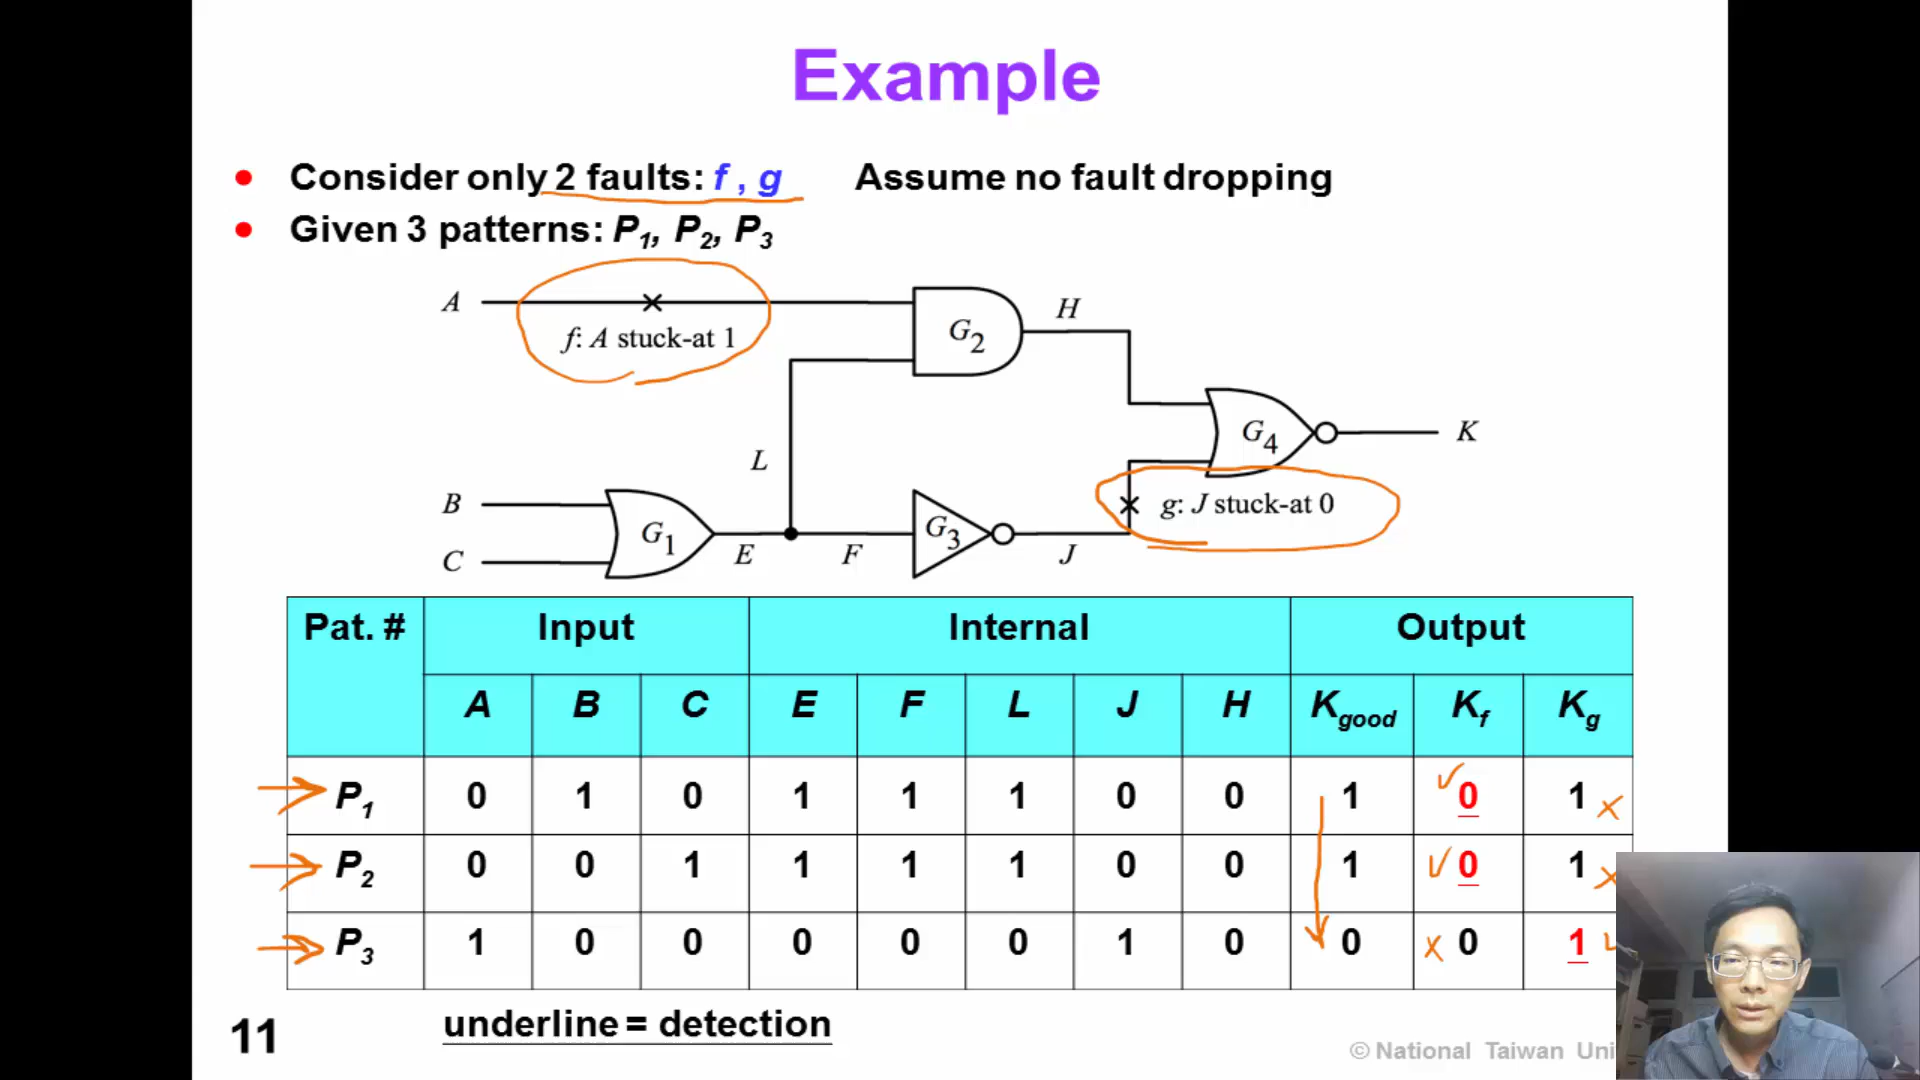 Example
Consider only 2 faults: f , g Assume no fault dropping
Given 3 patterns: P1, P2, P3
A
f: A stuck-at 1
G2
H
G4
K
L
B
C
G1
E
F
G3
J
g: J stuck-at 0
Pat. # Input Internal Output
A B C E F L J H Kgood Kf Kg
P1 0 1 0 1 1 1 0 0 1 0 1
P2 0 0 1 1 1 1 0 0 1 0 1
P3 1 0 0 0 0 0 1 0 0 0 1
underline = detection
11
© National Taiwan Uni